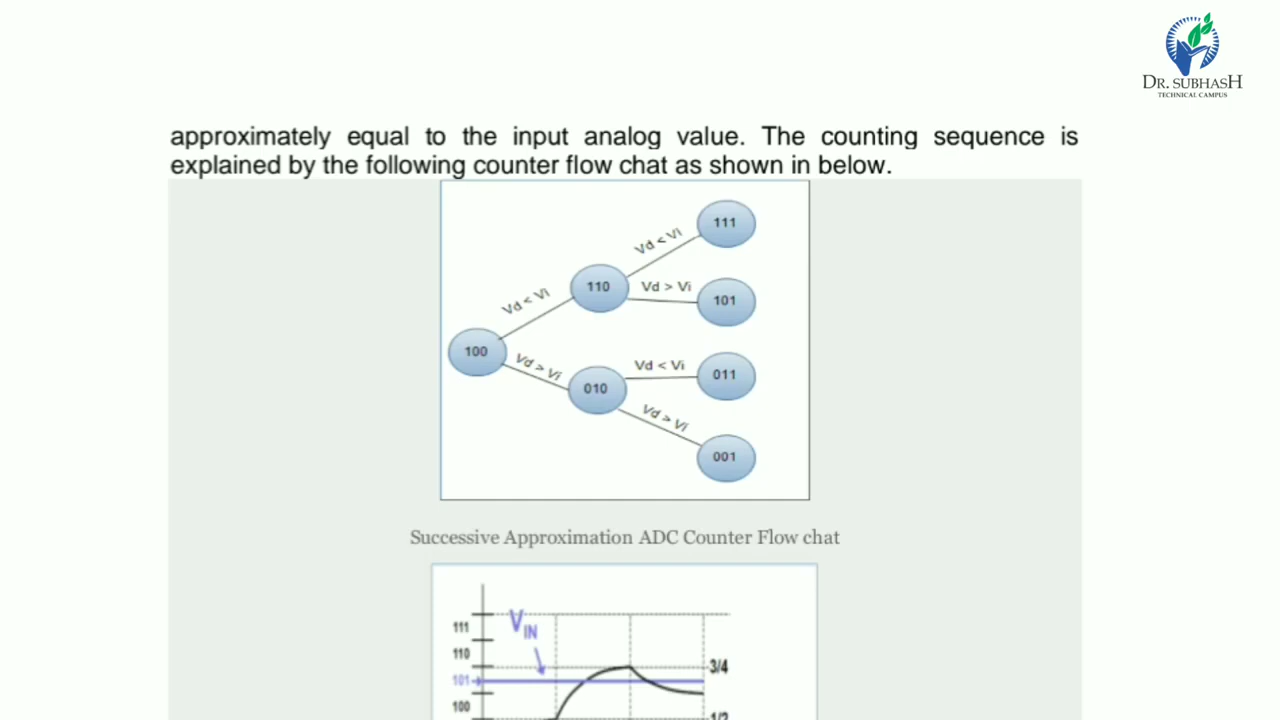 DR. SUBHASH
TECHNICAL CAMPUS
approximately equal to the input analog value. The counting sequence is
explained by the following counter flow chat as shown in below.
111
Vd < Vi
110
Vd > Vi
101
Vd < Vi
100
Vd > Vi
010
Vd < Vi
011
Vd > Vi
001
Successive Approximation ADC Counter Flow chat
VIN
111
110
3/4
101
100
1/2